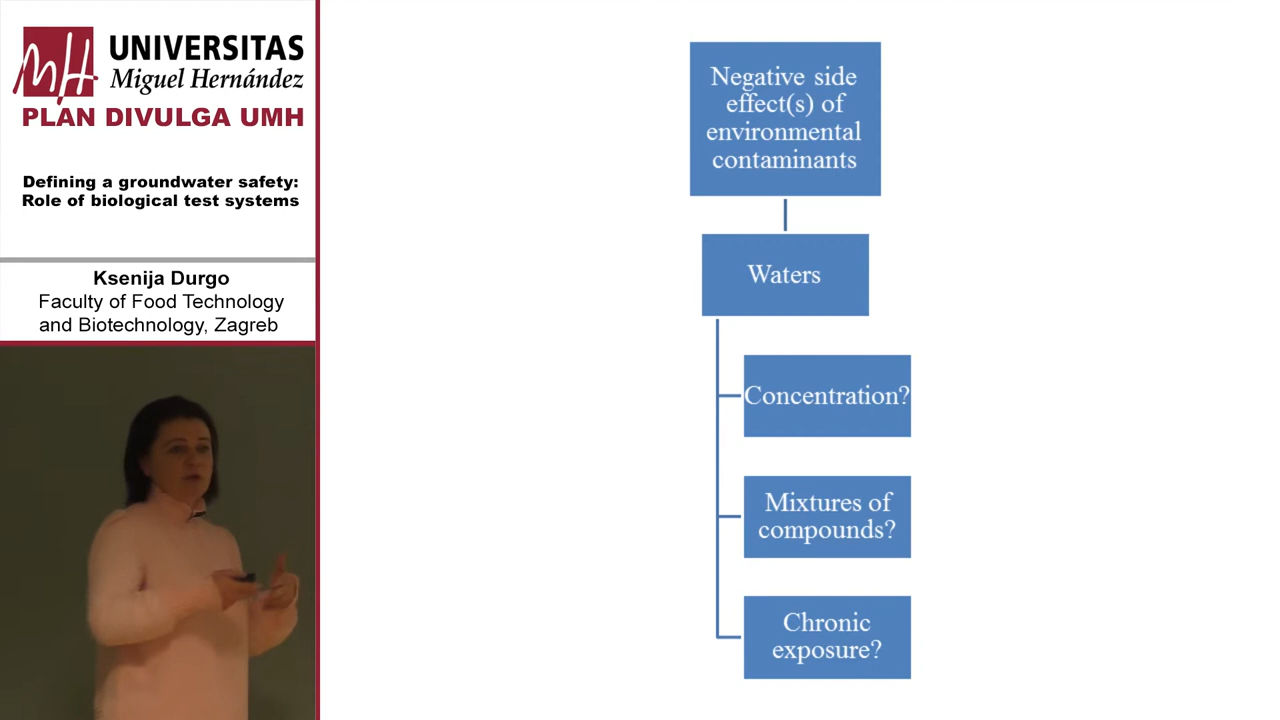 UNIVERSITAS
Miguel Hernández
PLAN DIVULGA UMH
Defining a groundwater safety:
Role of biological test systems
Ksenija Durgo
Faculty of Food Technology
and Biotechnology, Zagreb
Negative side
effect(s) of
environmental
contaminants
Waters
Concentration?
Mixtures of
compounds?
Chronic
exposure?